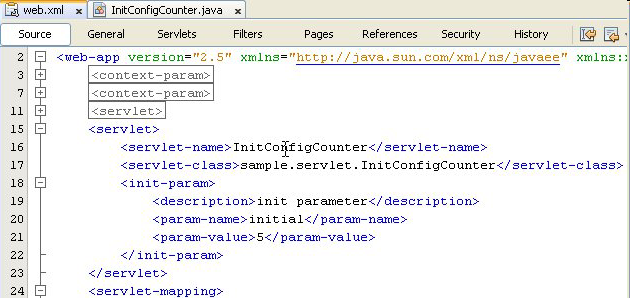 web.xml x InitConfigCounter.java x
Source General Servlets Filters Pages References Security History
2 <web-app version="2.5" xmlns="http://java.sun.com/xml/ns/javaee" xmlns:
3 <context-param>
7 <context-param>
11 <servlet>
15 <servlet>
16 <servlet-name>InitConfigCounter</servlet-name>
17 <servlet-class>sample.servlet.InitConfigCounter</servlet-class>
18 <init-param>
19 <description>init parameter</description>
20 <param-name>initial</param-name>
21 <param-value>5</param-value>
22 </init-param>
23 </servlet>
24 <servlet-mapping>